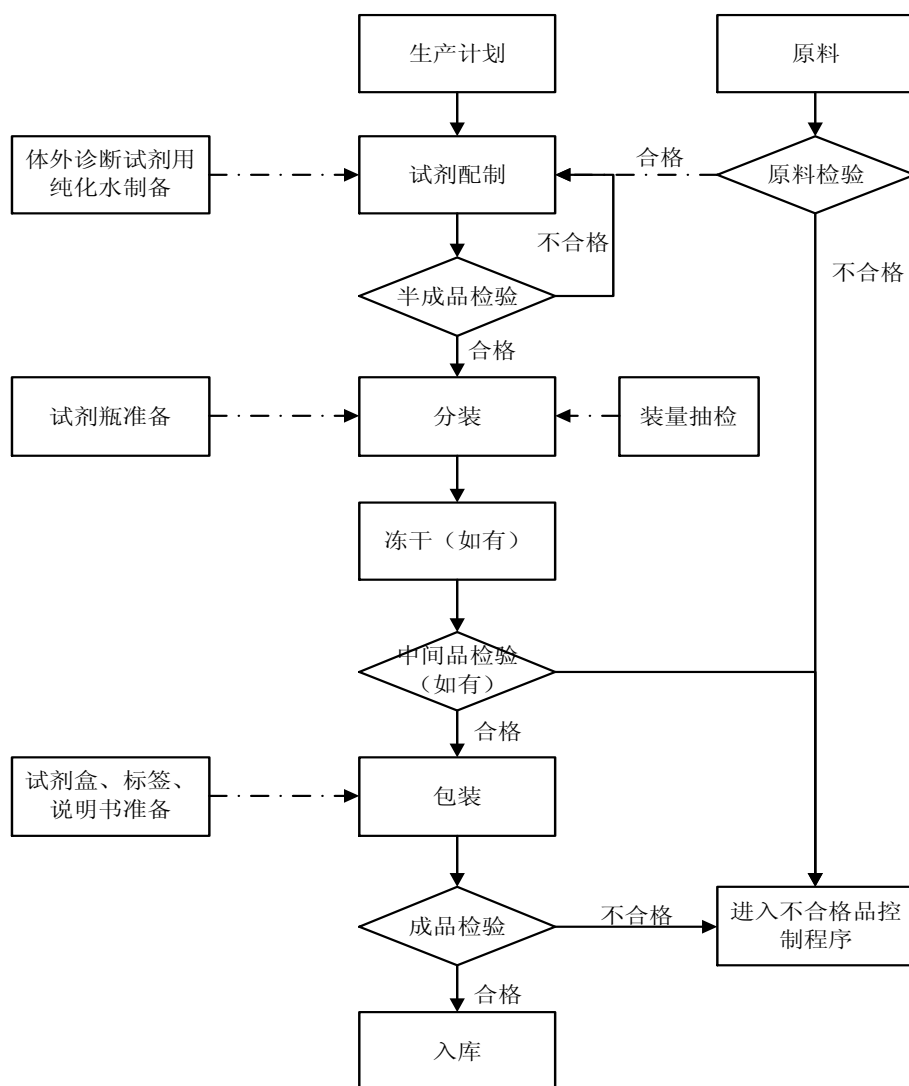 生产计划
原料
体外诊断试剂用
纯化水制备
试剂配制
合格
原料检验
不合格
不合格
半成品检验
合格
试剂瓶准备
分装
装量抽检
冻干（如有）
中间品检验
（如有）
合格
试剂盒、标签、
说明书准备
包装
成品检验
不合格
进入不合格品控
制程序
合格
入库